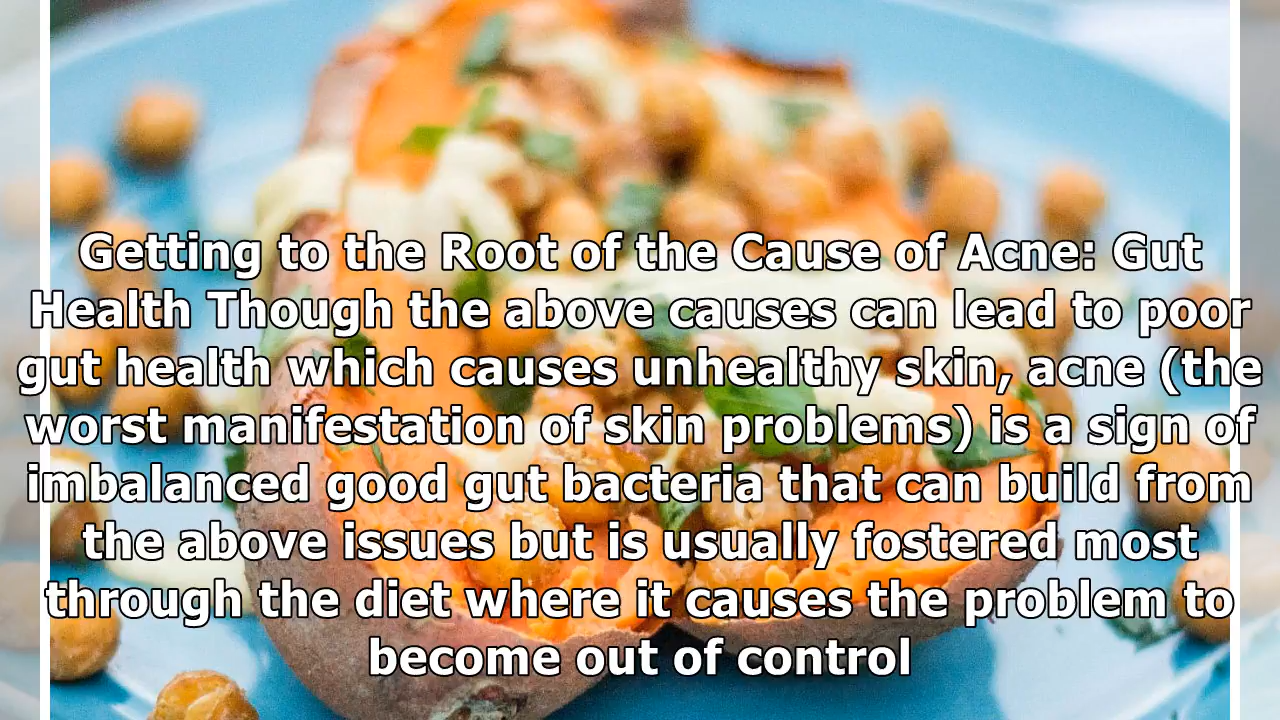 Getting to the Root of the Cause of Acne: Gut
Health Though the above causes can lead to poor
gut health which causes unhealthy skin, acne (the
worst manifestation of skin problems) is a sign of
imbalanced good gut bacteria that can build from
the above issues but is usually fostered most
through the diet where it causes the problem to
become out of control